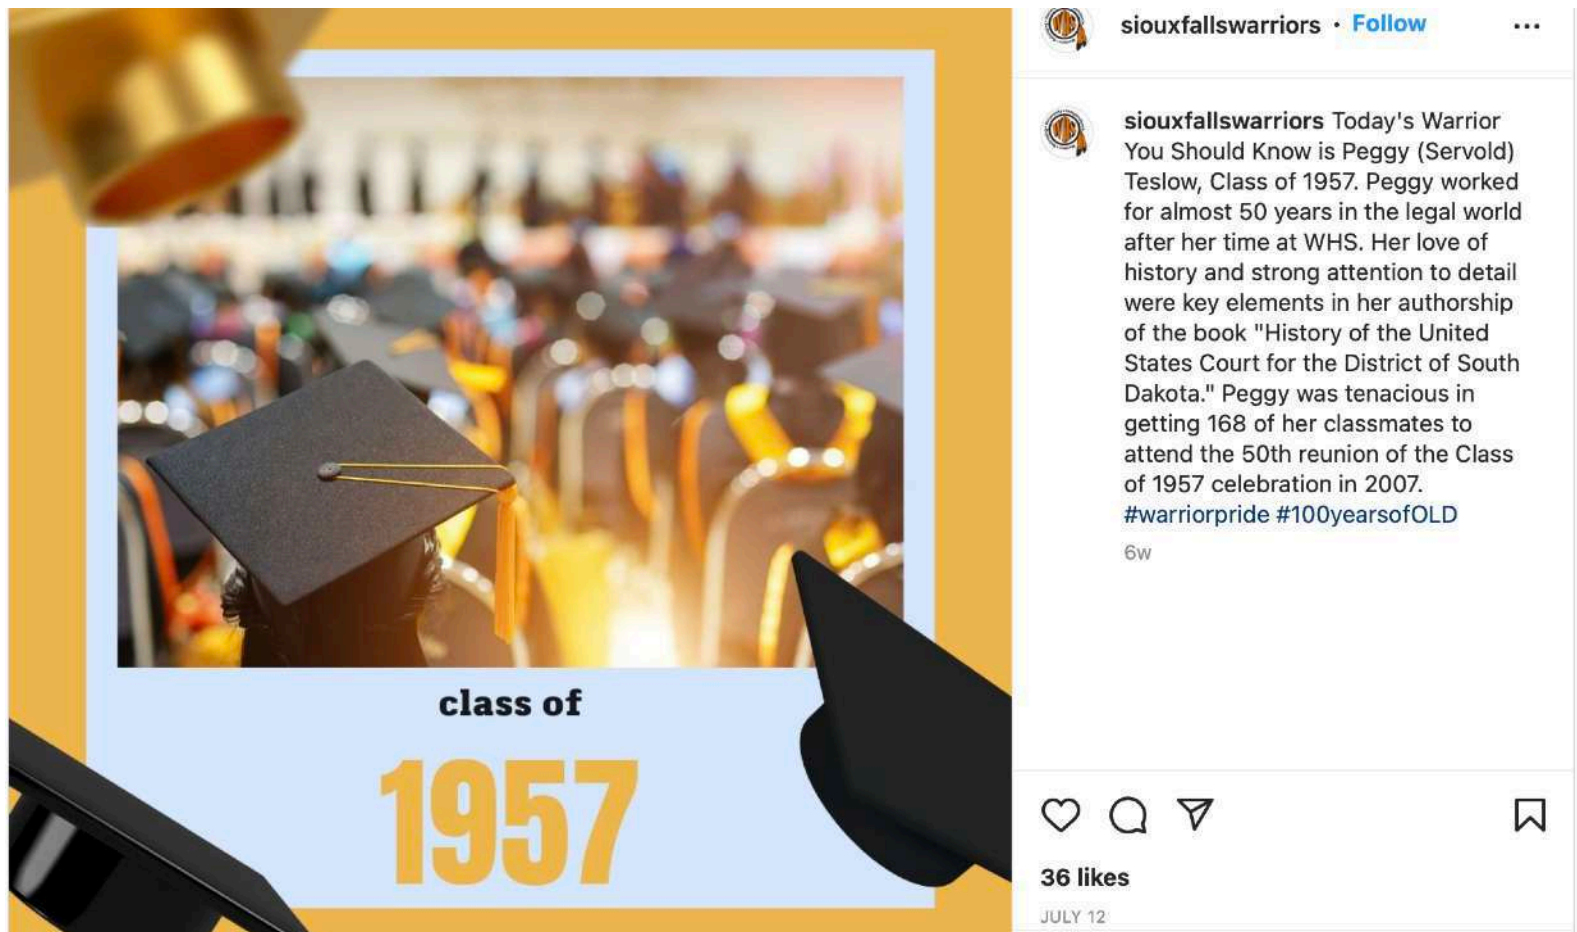 class of
1957
siouxfallswarriors • Follow
siouxfallswarriors Today's Warrior
You Should Know is Peggy (Servold)
Teslow, Class of 1957. Peggy worked
for almost 50 years in the legal world
after her time at WHS. Her love of
history and strong attention to detail
were key elements in her authorship
of the book "History of the United
States Court for the District of South
Dakota." Peggy was tenacious in
getting 168 of her classmates to
attend the 50th reunion of the Class
of 1957 celebration in 2007.
#warriorpride #100yearsofOLD
6w
36 likes
JULY 12